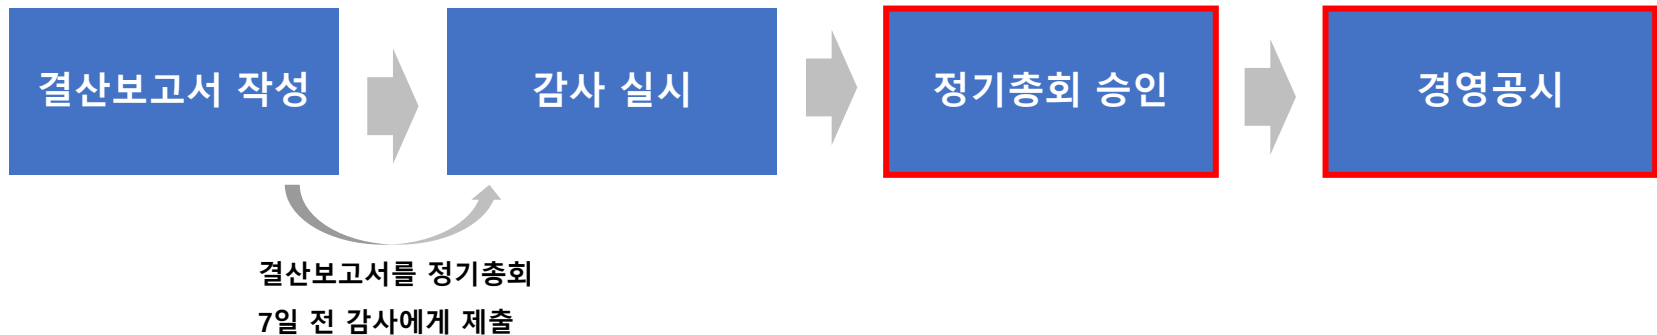 결산보고서 작성
감사 실시
정기총회 승인
경영공시
결산보고서를 정기총회
7일 전 감사에게 제출